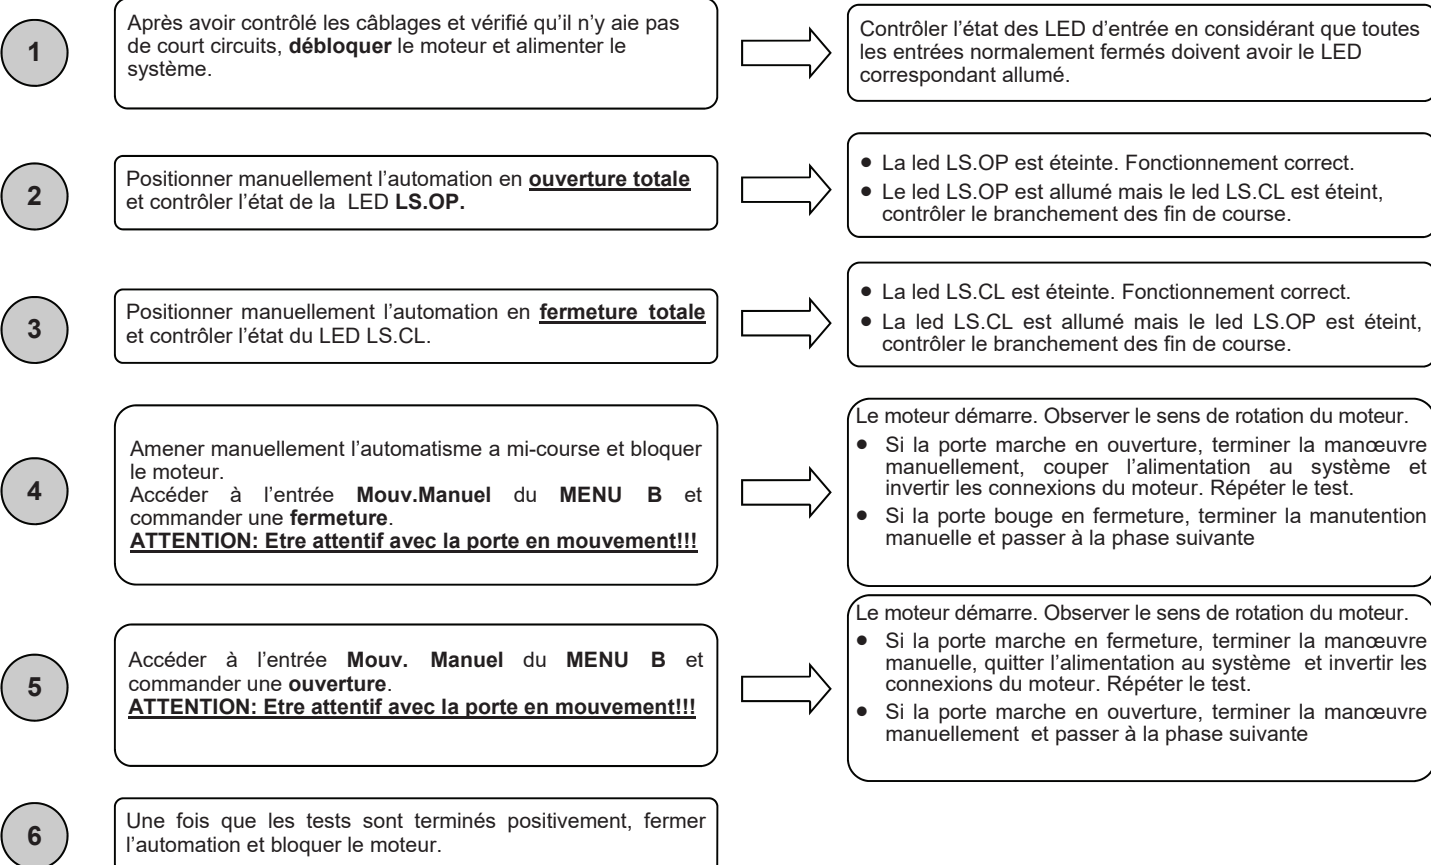 1
Après avoir contrôlé les câblages et vérifié qu'il n'y aie pas
de court circuits, débloquer le moteur et alimenter le
système.
Contrôler l'état des LED d'entrée en considérant que toutes
les entrées normalement fermés doivent avoir le LED
correspondant allumé.
2
Positionner manuellement l'automation en ouverture totale
et contrôler l'état de la LED LS.OP.
• La led LS.OP est éteinte. Fonctionnement correct.
• Le led LS.OP est allumé mais le led LS.CL est éteint,
contrôler le branchement des fin de course.
3
Positionner manuellement l'automation en fermeture totale
et contrôler l'état du LED LS.CL.
• La led LS.CL est éteinte. Fonctionnement correct.
• La led LS.CL est allumé mais le led LS.OP est éteint,
contrôler le branchement des fin de course.
4
Amener manuellement l'automatisme a mi-course et bloquer
le moteur.
Accéder à l'entrée Mouv.Manuel du MENU B et
commander une fermeture.
ATTENTION: Etre attentif avec la porte en mouvement!!!
Le moteur démarre. Observer le sens de rotation du moteur.
• Si la porte marche en ouverture, terminer la manœuvre
manuellement, couper l'alimentation au système et
invertir les connexions du moteur. Répéter le test.
• Si la porte bouge en fermeture, terminer la manutention
manuelle et passer à la phase suivante
5
Accéder à l'entrée Mouv. Manuel du MENU B et
commander une ouverture.
ATTENTION: Etre attentif avec la porte en mouvement!!!
Le moteur démarre. Observer le sens de rotation du moteur.
• Si la porte marche en fermeture, terminer la manœuvre
manuelle, quitter l'alimentation au système et invertir les
connexions du moteur. Répéter le test.
• Si la porte marche en ouverture, terminer la manœuvre
manuellement et passer à la phase suivante
6
Une fois que les tests sont terminés positivement, fermer
l'automation et bloquer le moteur.